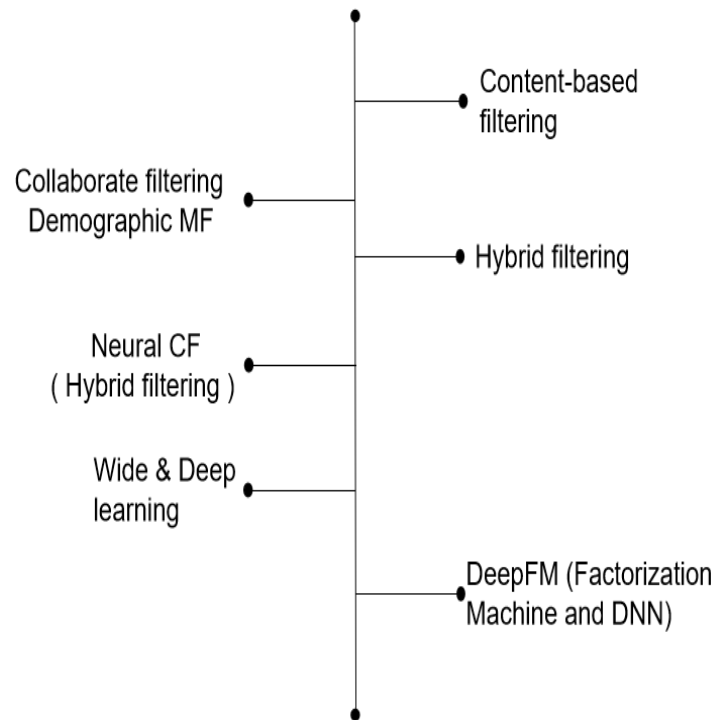 Content-based
filtering
Collaborate filtering
Demographic MF
Hybrid filtering
Neural CF
( Hybrid filtering )
Wide & Deep
learning
DeepFM (Factorization
Machine and DNN)